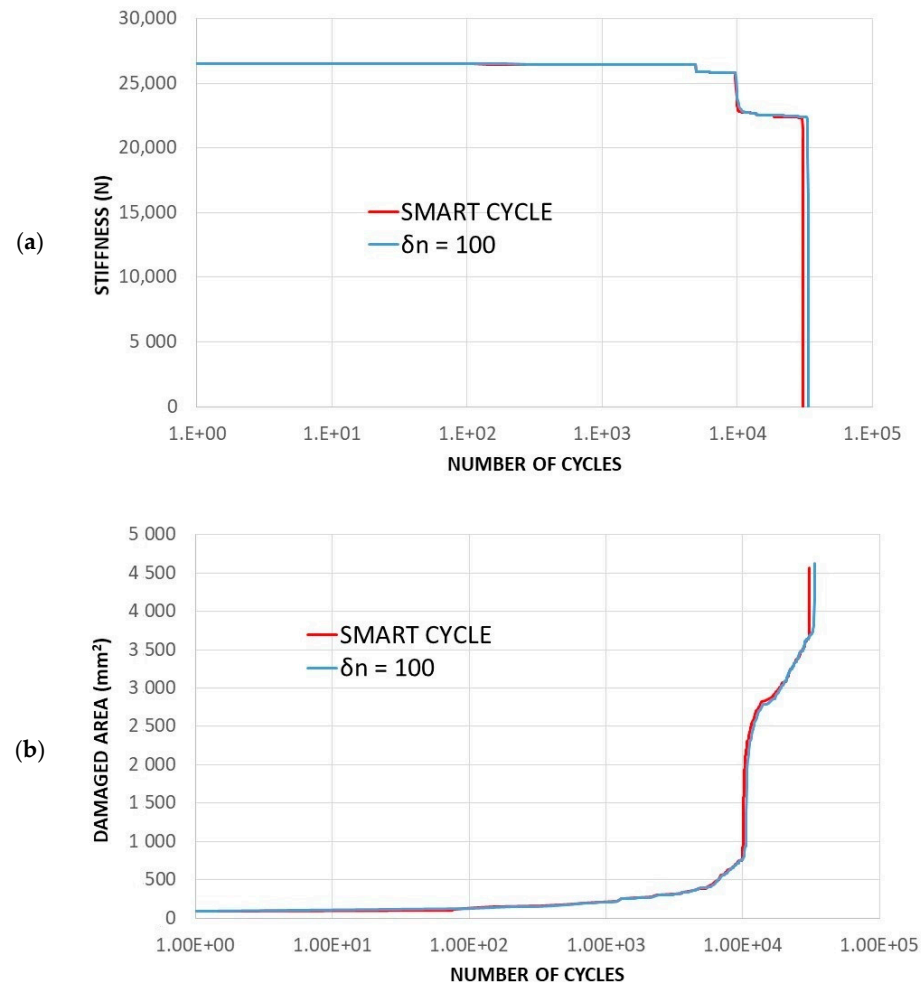 (a)
STIFFNESS (N)
30,000
25,000
20,000
15,000
10,000
5 000
0
SMART CYCLE
δn = 100
1.E+00 1.E+01 1.E+02 1.E+03 1.E+04 1.E+05
NUMBER OF CYCLES
(b)
DAMAGED AREA (mm²)
5 000
4 500
4 000
3 500
3 000
2 500
2 000
1 500
1 000
500
0
SMART CYCLE
δn = 100
1.00E+00 1.00E+01 1.00E+02 1.00E+03 1.00E+04 1.00E+05
NUMBER OF CYCLES